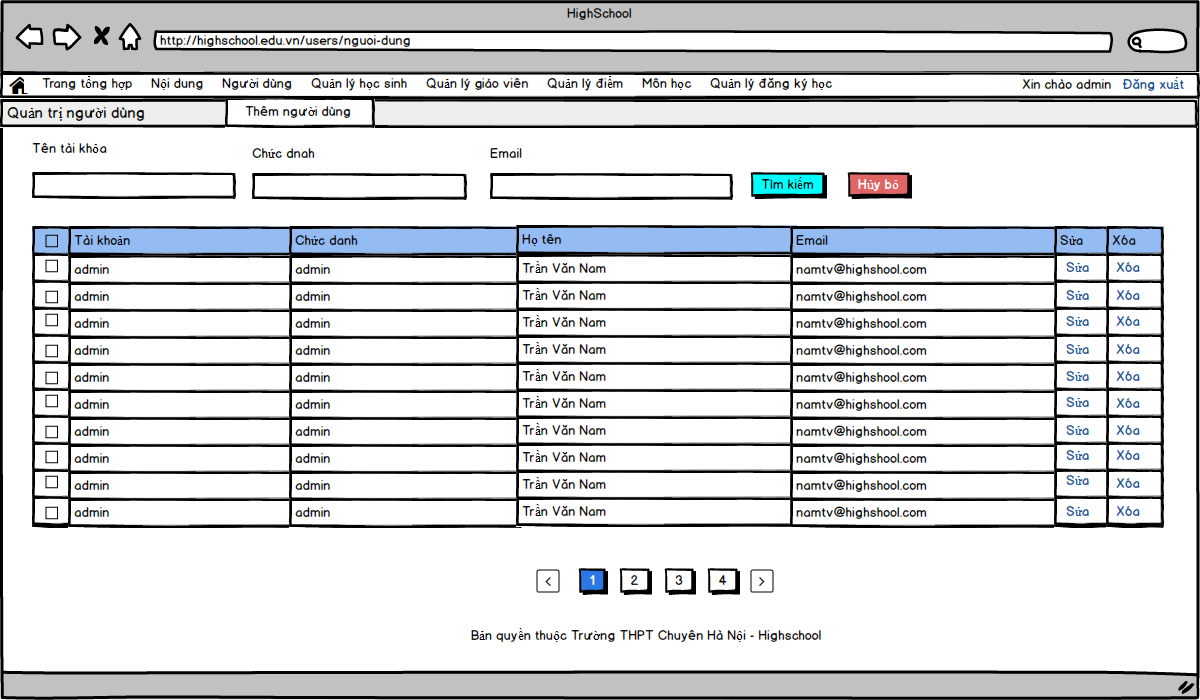 HighSchool
http://highschool.edu.vn/users/nguoi-dung
Trang tổng hợp Nội dung Người dùng Quản lý học sinh Quản lý giáo viên Quản lý điểm Môn học Quản lý đăng ký học Xin chào admin Đăng xuất
Quản trị người dùng Thêm người dùng
Tên tài khỏa Chức dnah Email
Tìm kiếm Hủy bỏ
Tài khoản Chức danh Họ tên Email Sửa Xóa
admin admin Trần Văn Nam namtv@highshool.com Sửa Xóa
admin admin Trần Văn Nam namtv@highshool.com Sửa Xóa
admin admin Trần Văn Nam namtv@highshool.com Sửa Xóa
admin admin Trần Văn Nam namtv@highshool.com Sửa Xóa
admin admin Trần Văn Nam namtv@highshool.com Sửa Xóa
admin admin Trần Văn Nam namtv@highshool.com Sửa Xóa
admin admin Trần Văn Nam namtv@highshool.com Sửa Xóa
admin admin Trần Văn Nam namtv@highshool.com Sửa Xóa
admin admin Trần Văn Nam namtv@highshool.com Sửa Xóa
admin admin Trần Văn Nam namtv@highshool.com Sửa Xóa
< 1 2 3 4 >
Bản quyền thuộc Trường THPT Chuyên Hà Nội - Highschool